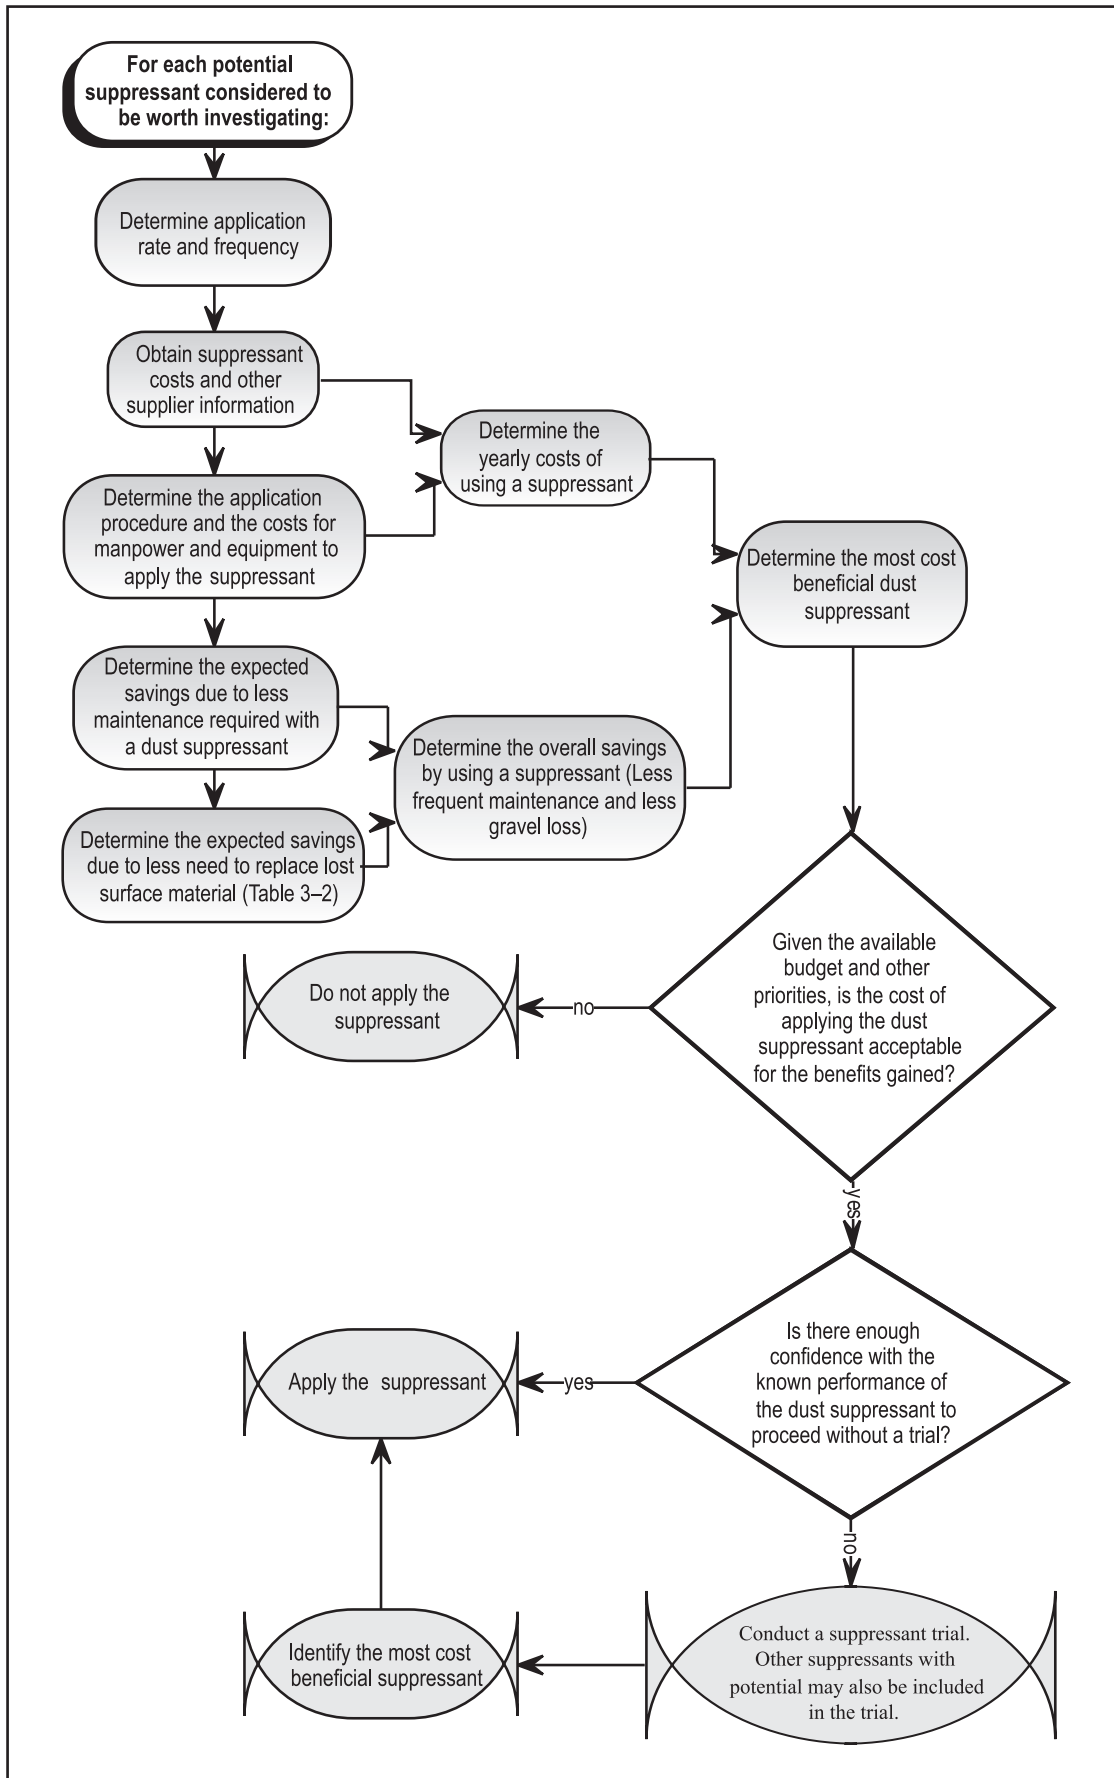 For each potential
suppressant considered to
be worth investigating:
Determine application
rate and frequency
Obtain suppressant
costs and other
supplier information
Determine the
yearly costs of
using a suppressant
Determine the application
procedure and the costs for
manpower and equipment to
apply the suppressant
Determine the most cost
beneficial dust
suppressant
Determine the expected
savings due to less
maintenance required with
a dust suppressant
Determine the overall savings
by using a suppressant (Less
frequent maintenance and less
gravel loss)
Determine the expected savings
due to less need to replace lost
surface material (Table 3–2)
Given the available
budget and other
priorities, is the cost of
applying the dust
suppressant acceptable
for the benefits gained?
no
Do not apply the
suppressant
yes
Is there enough
confidence with the
known performance of
the dust suppressant to
proceed without a trial?
yes
Apply the suppressant
no
Conduct a suppressant trial.
Other suppressants with
potential may also be included
in the trial.
Identify the most cost
beneficial suppressant